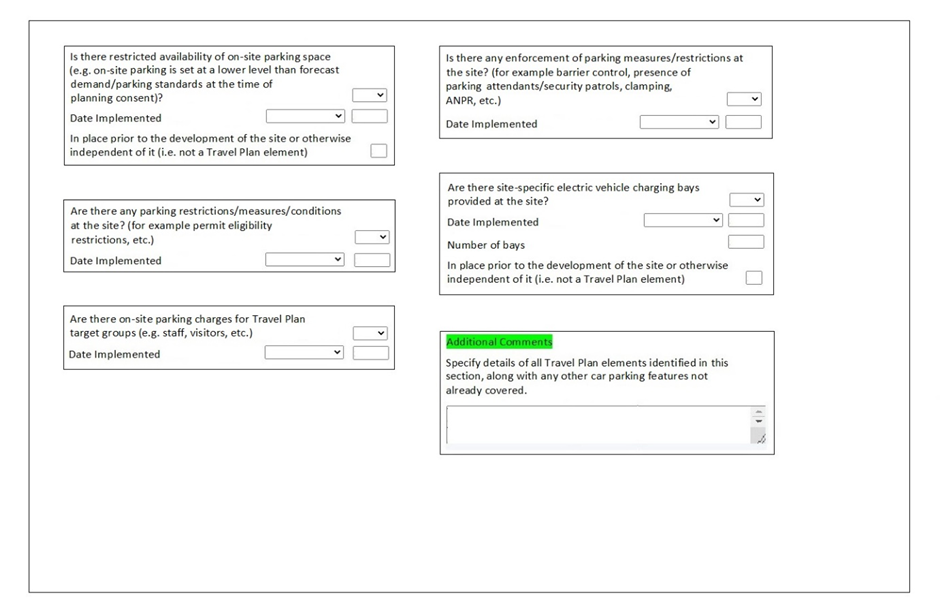 Is there restricted availability of on-site parking space
(e.g. on-site parking is set at a lower level than forecast
demand/parking standards at the time of
planning consent)?
Date Implemented
In place prior to the development of the site or otherwise
independent of it (i.e. not a Travel Plan element)
Are there any parking restrictions/measures/conditions
at the site? (for example permit eligibility
restrictions, etc.)
Date Implemented
Are there on-site parking charges for Travel Plan
target groups (e.g. staff, visitors, etc.)
Date Implemented
Is there any enforcement of parking measures/restrictions at
the site? (for example barrier control, presence of
parking attendants/security patrols, clamping,
ANPR, etc.)
Date Implemented
Are there site-specific electric vehicle charging bays
provided at the site?
Date Implemented
Number of bays
In place prior to the development of the site or otherwise
independent of it (i.e. not a Travel Plan element)
Additional Comments
Specify details of all Travel Plan elements identified in this
section, along with any other car parking features not
already covered.